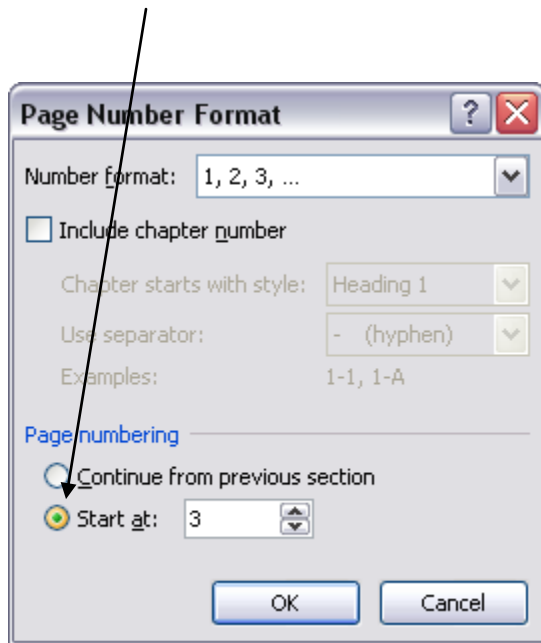 Page Number Format
Number format: 1, 2, 3, ...
Include chapter number
Chapter starts with style: Heading 1
Use separator: - (hyphen)
Examples: 1-1, 1-A
Page numbering
Continue from previous section
Start at: 3
OK Cancel